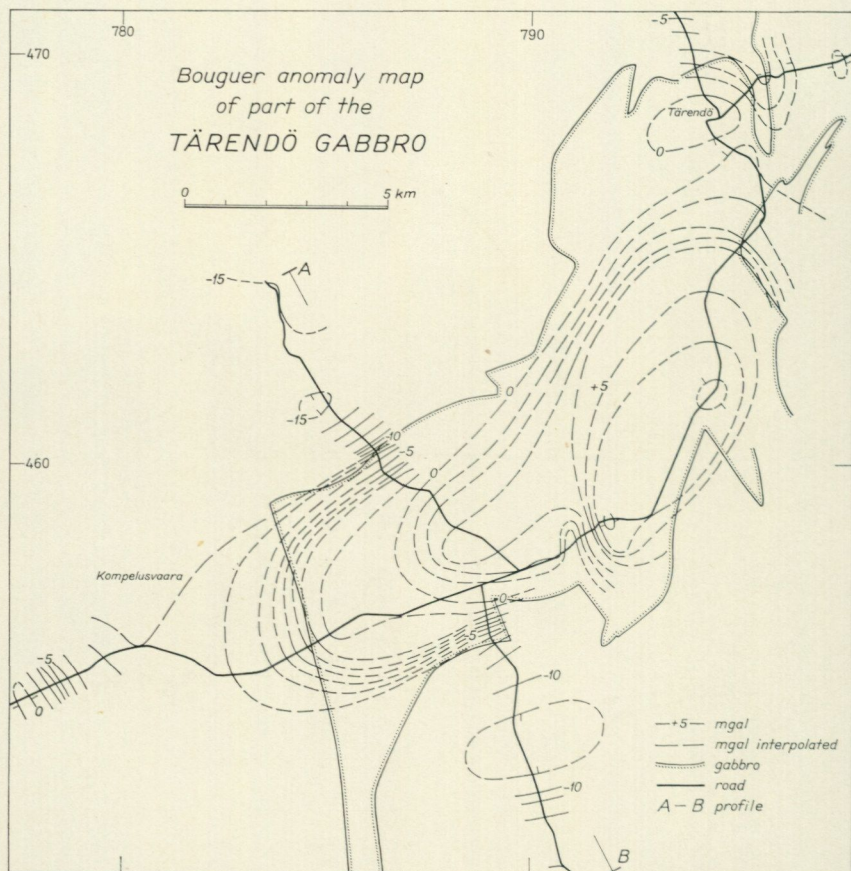 780
790
-5
470
Bouguer anomaly map
of part of the
TÄRENDÖ GABBRO
Tärendö
0
0 5 km
-15
A
0
+5
-15
-10
-5
0
460
Kompelusvaara
0
-5
-5
0
-10
-10
-+5- mgal
mgal interpolated
gabbro
road
A-B profile
B